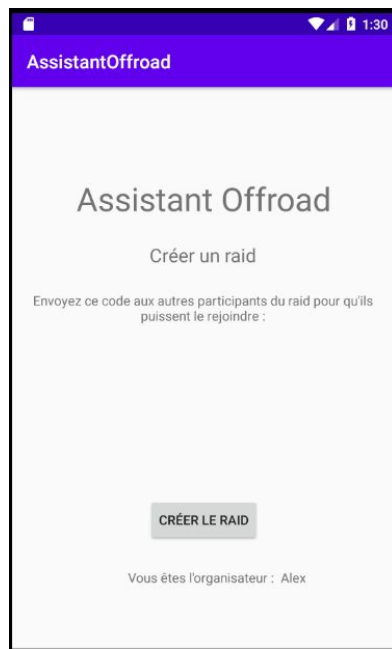 1:30
AssistantOffroad
Assistant Offroad
Créer un raid
Envoyez ce code aux autres participants du raid pour qu'ils
puissent le rejoindre :
CRÉER LE RAID
Vous êtes l'organisateur : Alex